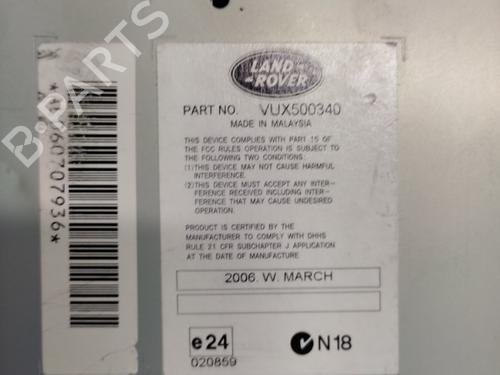 LAND-
-ROVER
PART NO. VUX500340
MADE IN MALAYSIA
THIS DEVICE COMPLIES WITH PART 15 OF
THE FCC RULES OPERATION IS SUBJECT TO
THE FOLLOWING TWO CONDITIONS:
(1)THIS DEVICE MAY NOT CAUSE HARMFUL
INTERFERENCE.
(2)THIS DEVICE MUST ACCEPT ANY INTER-
FERENCE RECEIVED INCLUDING INTER-
FERENCE THAT MAY CAUSE UNDESIRED
OPERATION.
PRODUCT IS CERTIFIED BY THE
MANUFACTURER TO COMPLY WITH DHHS
RULE 21 CFR SUBCHAPTER J APPLICATION
AT THE DATE OF MANUFACTURE
2006. W. MARCH
e24
020859
N18
60707936*
B-PARTS